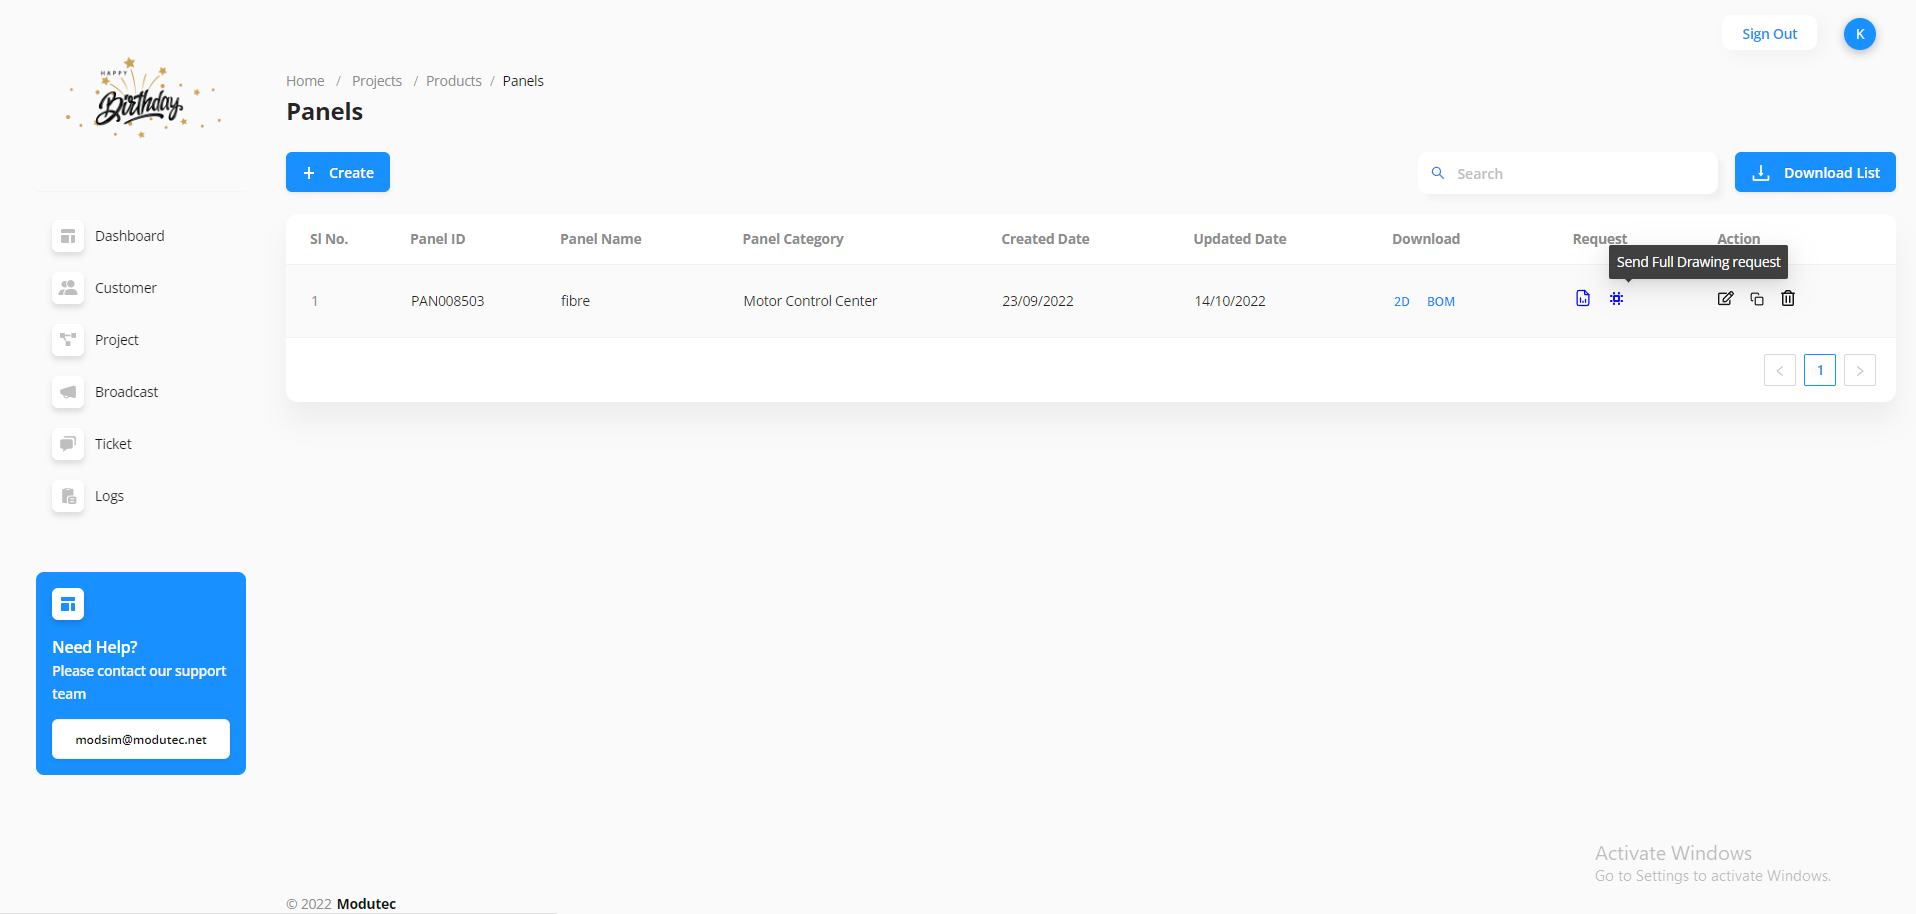 Sign Out
K
HAPPY
Birthday
Home / Projects / Products / Panels
Panels
+ Create
Search
Download List
Sl No. Panel ID Panel Name Panel Category Created Date Updated Date Download Request Action
Send Full Drawing request
1 PAN008503 fibre Motor Control Center 23/09/2022 14/10/2022 2D BOM
< 1 >
Dashboard
Customer
Project
Broadcast
Ticket
Logs
Need Help?
Please contact our support
team
modsim@modutec.net
Activate Windows
Go to Settings to activate Windows.
© 2022 Modutec